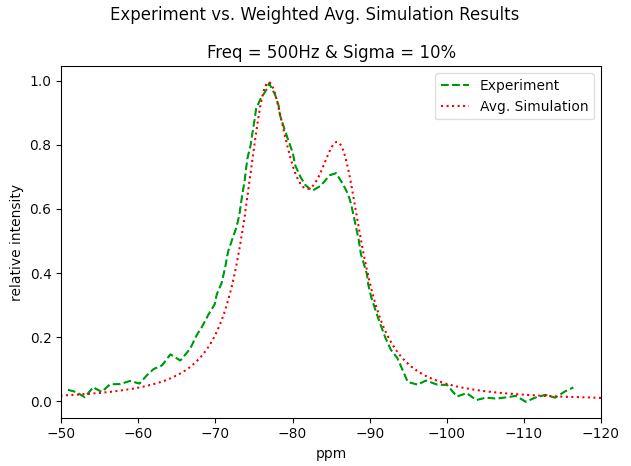 Experiment vs. Weighted Avg. Simulation Results
Freq = 500Hz & Sigma = 10%
Experiment
Avg. Simulation
relative intensity
1.0
0.8
0.6
0.4
0.2
0.0
−50 −60 −70 −80 −90 −100 −110 −120
ppm